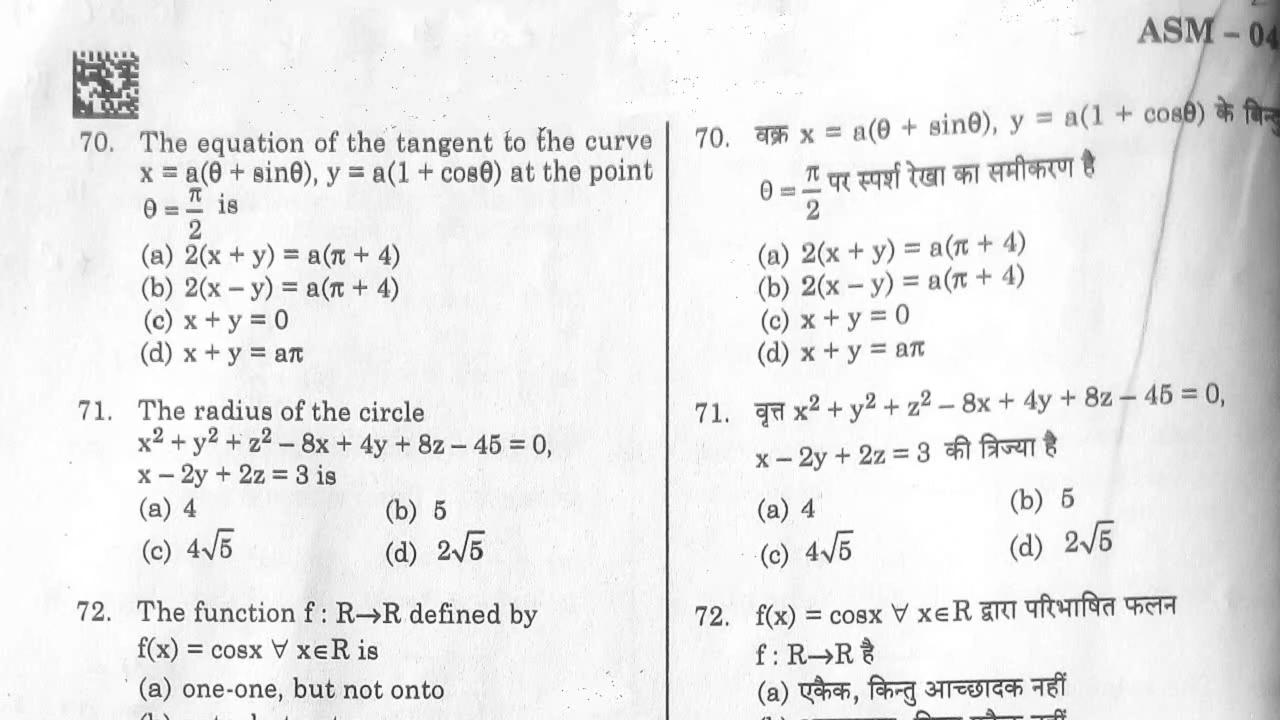 ASM – 04
70. The equation of the tangent to the curve
x = a(θ + sinθ), y = a(1 + cosθ) at the point
θ = π/2 is
(a) 2(x + y) = a(π + 4)
(b) 2(x – y) = a(π + 4)
(c) x + y = 0
(d) x + y = aπ
71. The radius of the circle
x² + y² + z² – 8x + 4y + 8z – 45 = 0,
x – 2y + 2z = 3 is
(a) 4 (b) 5
(c) 4√5 (d) 2√5
72. The function f : R→R defined by
f(x) = cosx ∀ x∈R is
(a) one-one, but not onto
70. वक्र x = a(θ + sinθ), y = a(1 + cosθ) के
θ = π/2 पर स्पर्श रेखा का समीकरण है
(a) 2(x + y) = a(π + 4)
(b) 2(x – y) = a(π + 4)
(c) x + y = 0
(d) x + y = aπ
71. वृत्त x² + y² + z² – 8x + 4y + 8z – 45 = 0,
x – 2y + 2z = 3 की त्रिज्या है
(a) 4 (b) 5
(c) 4√5 (d) 2√5
72. f(x) = cosx ∀ x∈R द्वारा परिभाषित फलन
f : R→R है
(a) एकैक, किन्तु आच्छादक नहीं